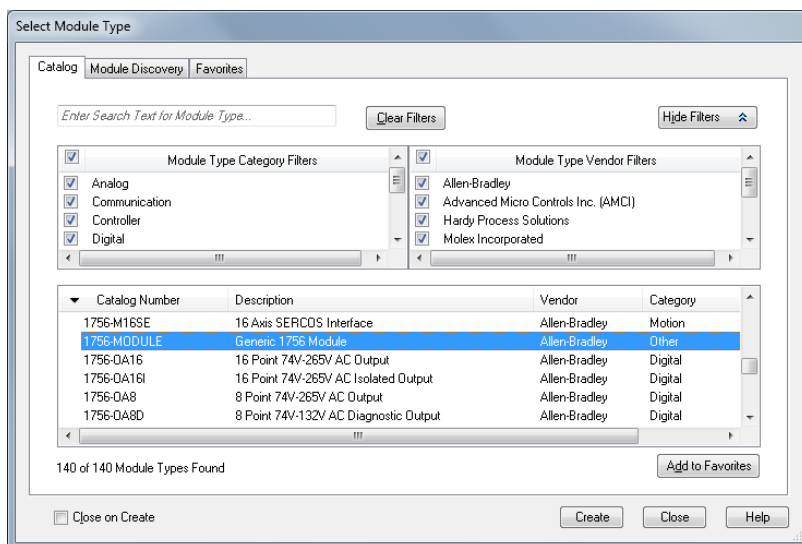 Select Module Type
Catalog Module Discovery Favorites
Enter Search Text for Module Type... Clear Filters Hide Filters
Module Type Category Filters Module Type Vendor Filters
Analog Allen-Bradley
Communication Advanced Micro Controls Inc. (AMCI)
Controller Hardy Process Solutions
Digital Molex Incorporated
Catalog Number Description Vendor Category
1756-M16SE 16 Axis SERCOS Interface Allen-Bradley Motion
1756-MODULE Generic 1756 Module Allen-Bradley Other
1756-OA16 16 Point 74V-265V AC Output Allen-Bradley Digital
1756-OA16I 16 Point 74V-265V AC Isolated Output Allen-Bradley Digital
1756-OA8 8 Point 74V-265V AC Output Allen-Bradley Digital
1756-OA8D 8 Point 74V-132V AC Diagnostic Output Allen-Bradley Digital
140 of 140 Module Types Found Add to Favorites
Close on Create Create Close Help